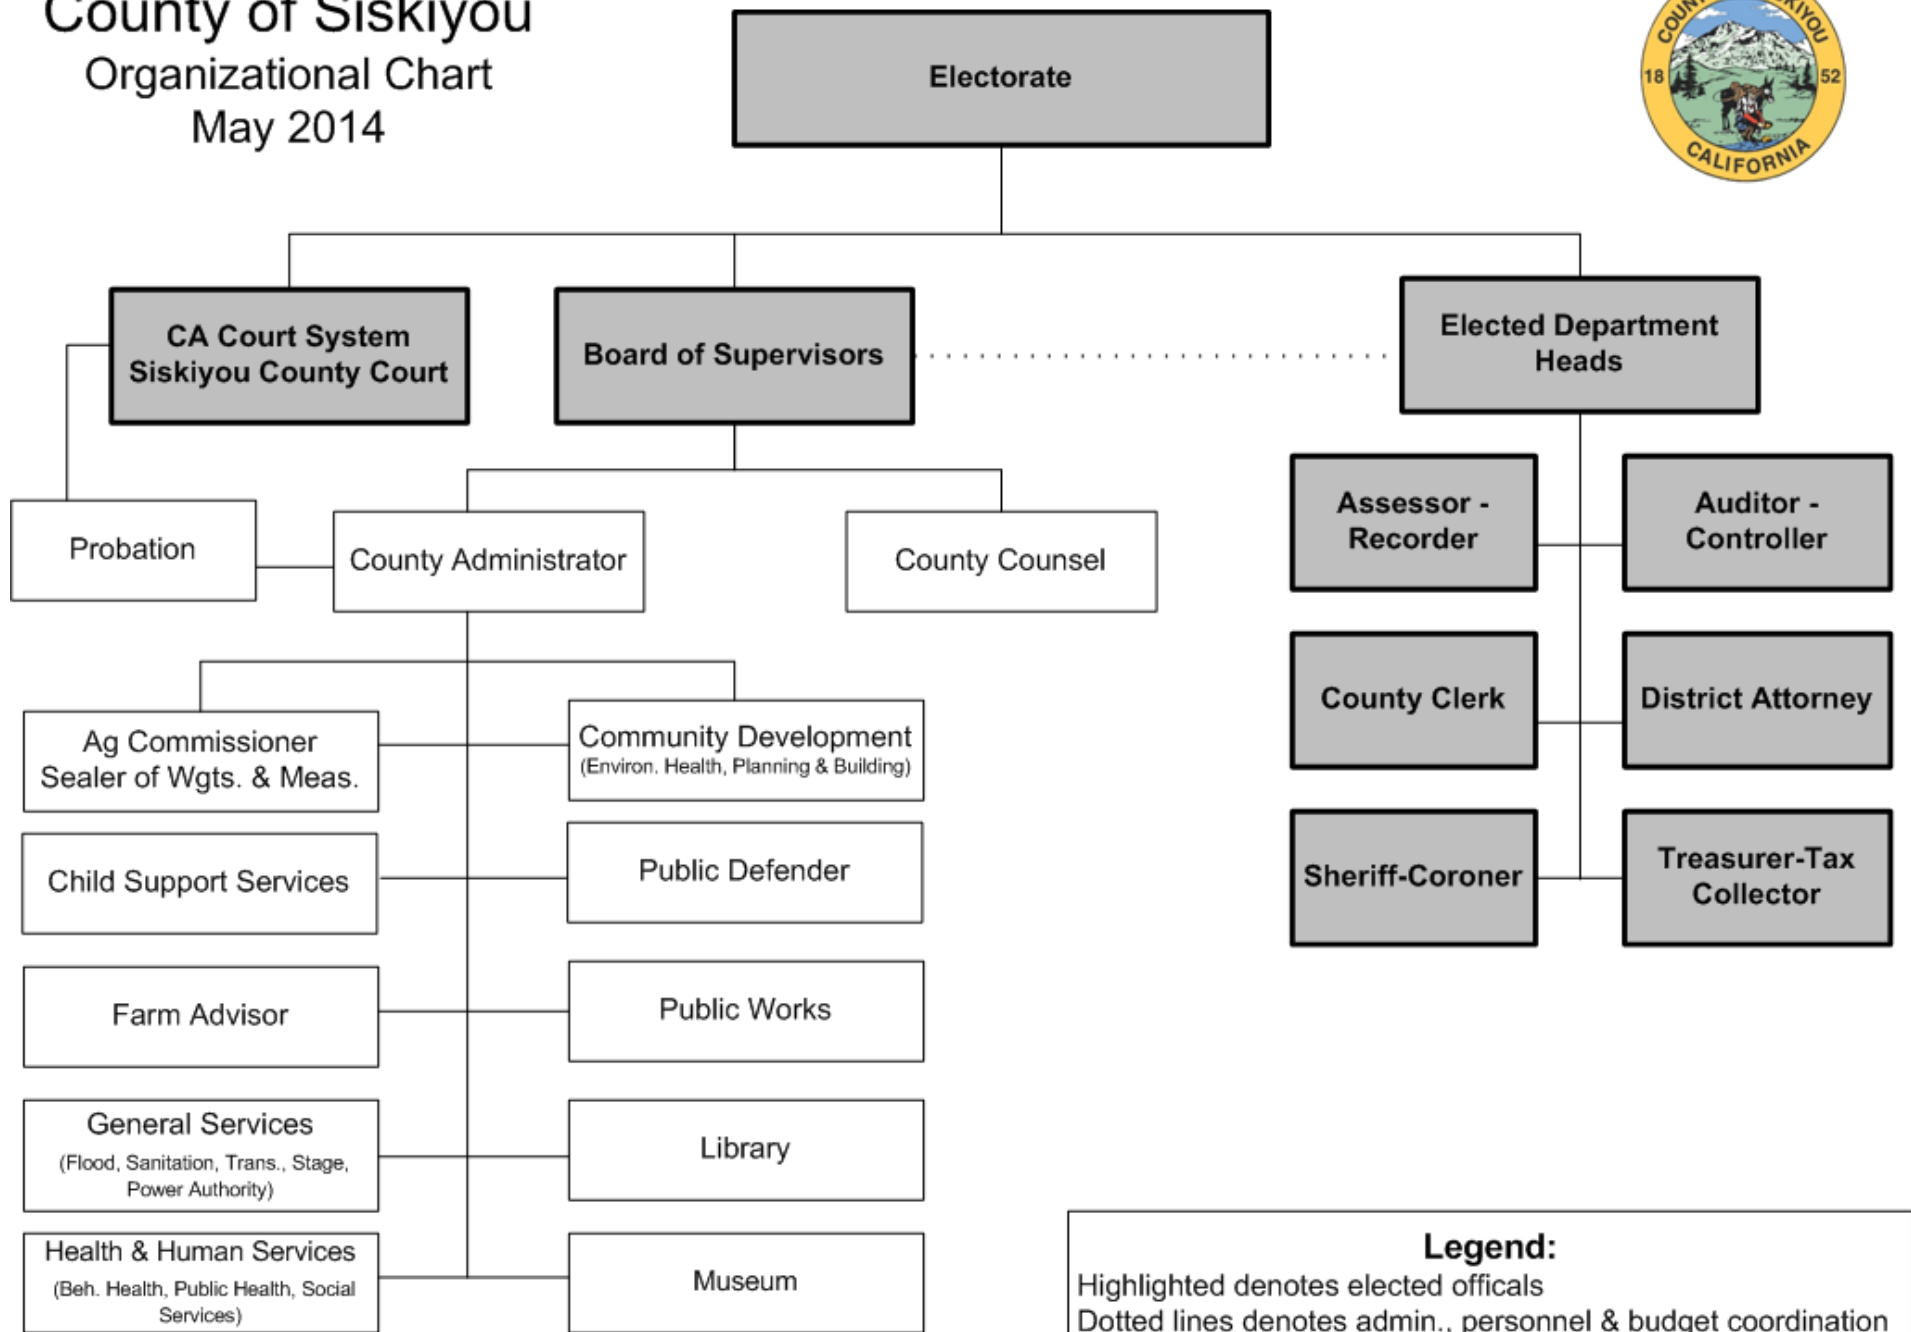 County of Siskiyou
Organizational Chart
May 2014
Electorate
COUNTY
SISKIYOU
18
52
CALIFORNIA
CA Court System
Siskiyou County Court
Board of Supervisors
Elected Department
Heads
Probation
County Administrator
County Counsel
Assessor -
Recorder
Auditor -
Controller
County Clerk
District Attorney
Sheriff-Coroner
Treasurer-Tax
Collector
Ag Commissioner
Sealer of Wgts. & Meas.
Community Development
(Environ. Health, Planning & Building)
Child Support Services
Public Defender
Farm Advisor
Public Works
General Services
(Flood, Sanitation, Trans., Stage,
Power Authority)
Library
Health & Human Services
(Beh. Health, Public Health, Social
Services)
Museum
Legend:
Highlighted denotes elected officals
Dotted lines denotes admin., personnel & budget coordination